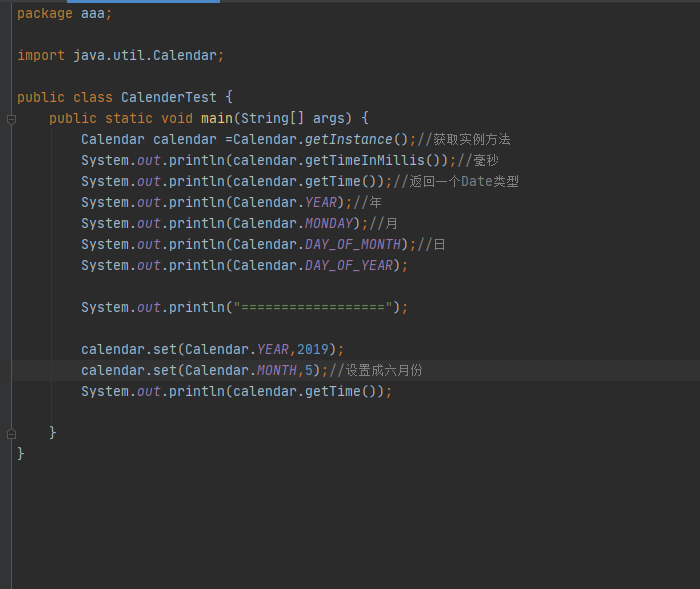 package aaa;
import java.util.Calendar;
public class CalenderTest {
public static void main(String[] args) {
Calendar calendar =Calendar.getInstance();//获取实例方法
System.out.println(calendar.getTimeInMillis());//毫秒
System.out.println(calendar.getTime());//返回一个Date类型
System.out.println(Calendar.YEAR);//年
System.out.println(Calendar.MONDAY);//月
System.out.println(Calendar.DAY_OF_MONTH);//日
System.out.println(Calendar.DAY_OF_YEAR);
System.out.println("==================");
calendar.set(Calendar.YEAR,2019);
calendar.set(Calendar.MONTH,5);//设置成六月份
System.out.println(calendar.getTime());
}
}